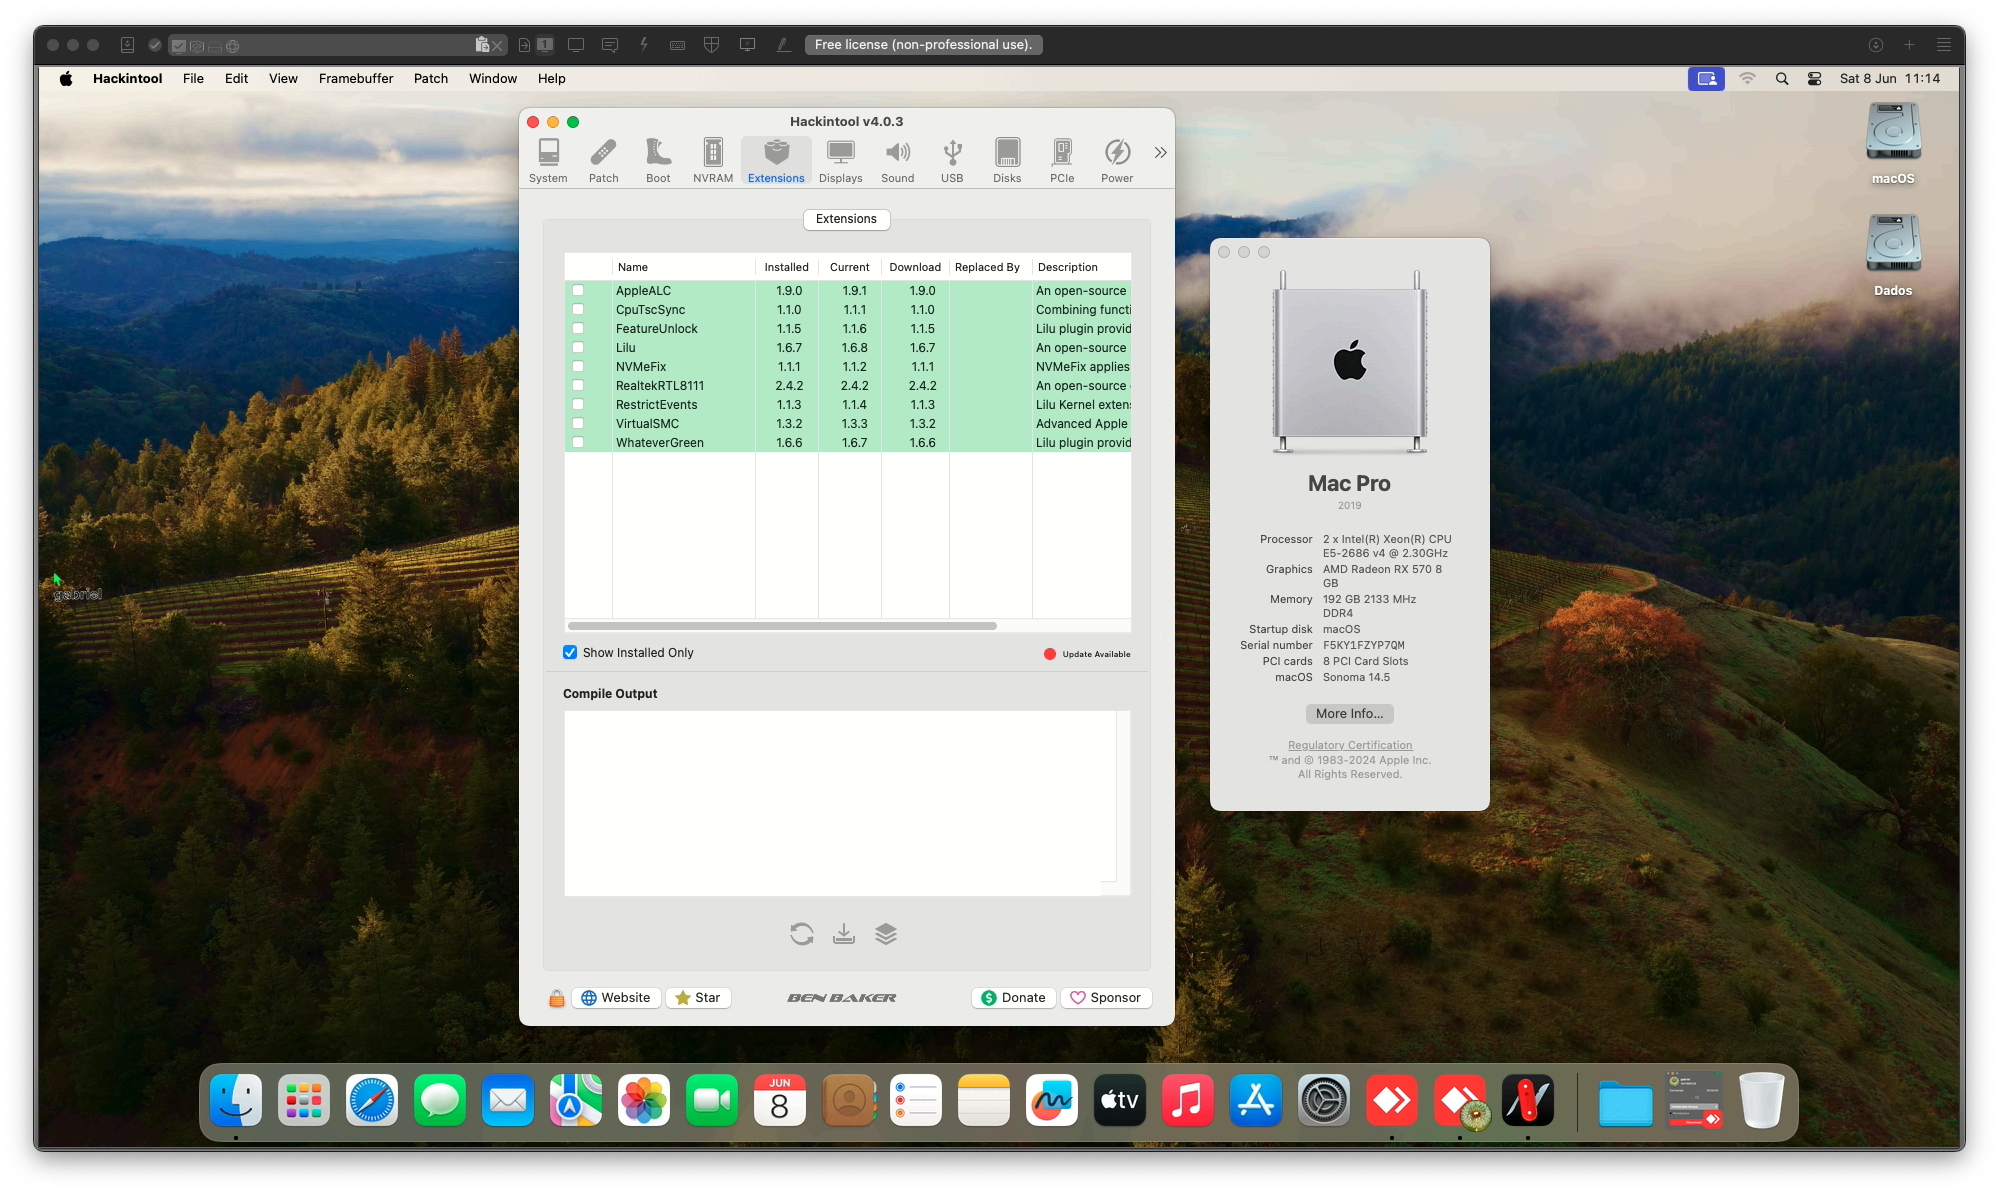 1
Free license (non-professional use).
Hackintool File Edit View Framebuffer Patch Window Help
Sat 8 Jun 11:14
Hackintool v4.0.3
System Patch Boot NVRAM Extensions Displays Sound USB Disks PCIe Power
Extensions
Name Installed Current Download Replaced By Description
AppleALC 1.9.0 1.9.1 1.9.0 An open-source
CpuTscSync 1.1.0 1.1.1 1.1.0 Combining functi
FeatureUnlock 1.1.5 1.1.6 1.1.5 Lilu plugin provid
Lilu 1.6.7 1.6.8 1.6.7 An open-source
NVMeFix 1.1.1 1.1.2 1.1.1 NVMeFix applies
RealtekRTL8111 2.4.2 2.4.2 2.4.2 An open-source
RestrictEvents 1.1.3 1.1.4 1.1.3 Lilu Kernel exten
VirtualSMC 1.3.2 1.3.3 1.3.2 Advanced Apple
WhateverGreen 1.6.6 1.6.7 1.6.6 Lilu plugin provid
Show Installed Only
Update Available
Compile Output
Website
Star
BEN BAKER
Donate
Sponsor
Mac Pro
2019
Processor 2 x Intel(R) Xeon(R) CPU
E5-2686 v4 @ 2.30GHz
Graphics AMD Radeon RX 570 8
GB
Memory 192 GB 2133 MHz
DDR4
Startup disk macOS
Serial number F5KY1FZYP7QM
PCI cards 8 PCI Card Slots
macOS Sonoma 14.5
More Info...
Regulatory Certification
™ and © 1983-2024 Apple Inc.
All Rights Reserved.
macOS
Dados
gabriel
JUN
8
tv